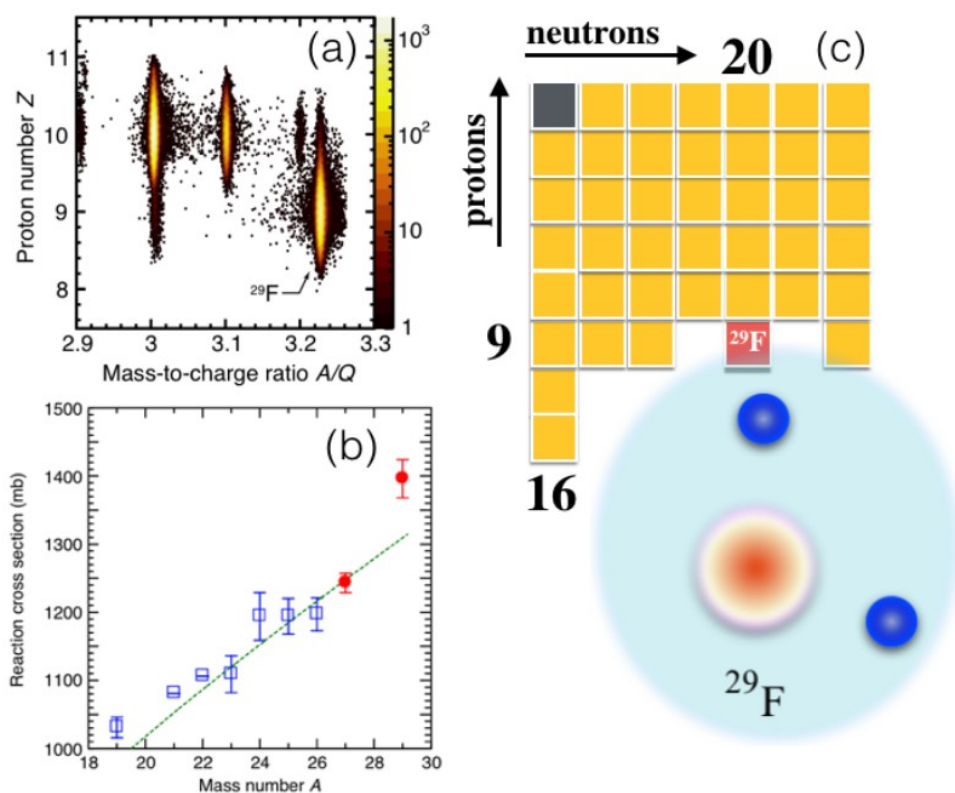 (a)
10³
10²
10
1
11
10
9
8
Proton number Z
²⁹F
2.9
3
3.1
3.2
3.3
Mass-to-charge ratio A/Q
(b)
1500
1400
1300
1200
1100
1000
Reaction cross section (mb)
18
20
22
24
26
28
30
Mass number A
neutrons
20
(c)
protons
9
²⁹F
16
²⁹F